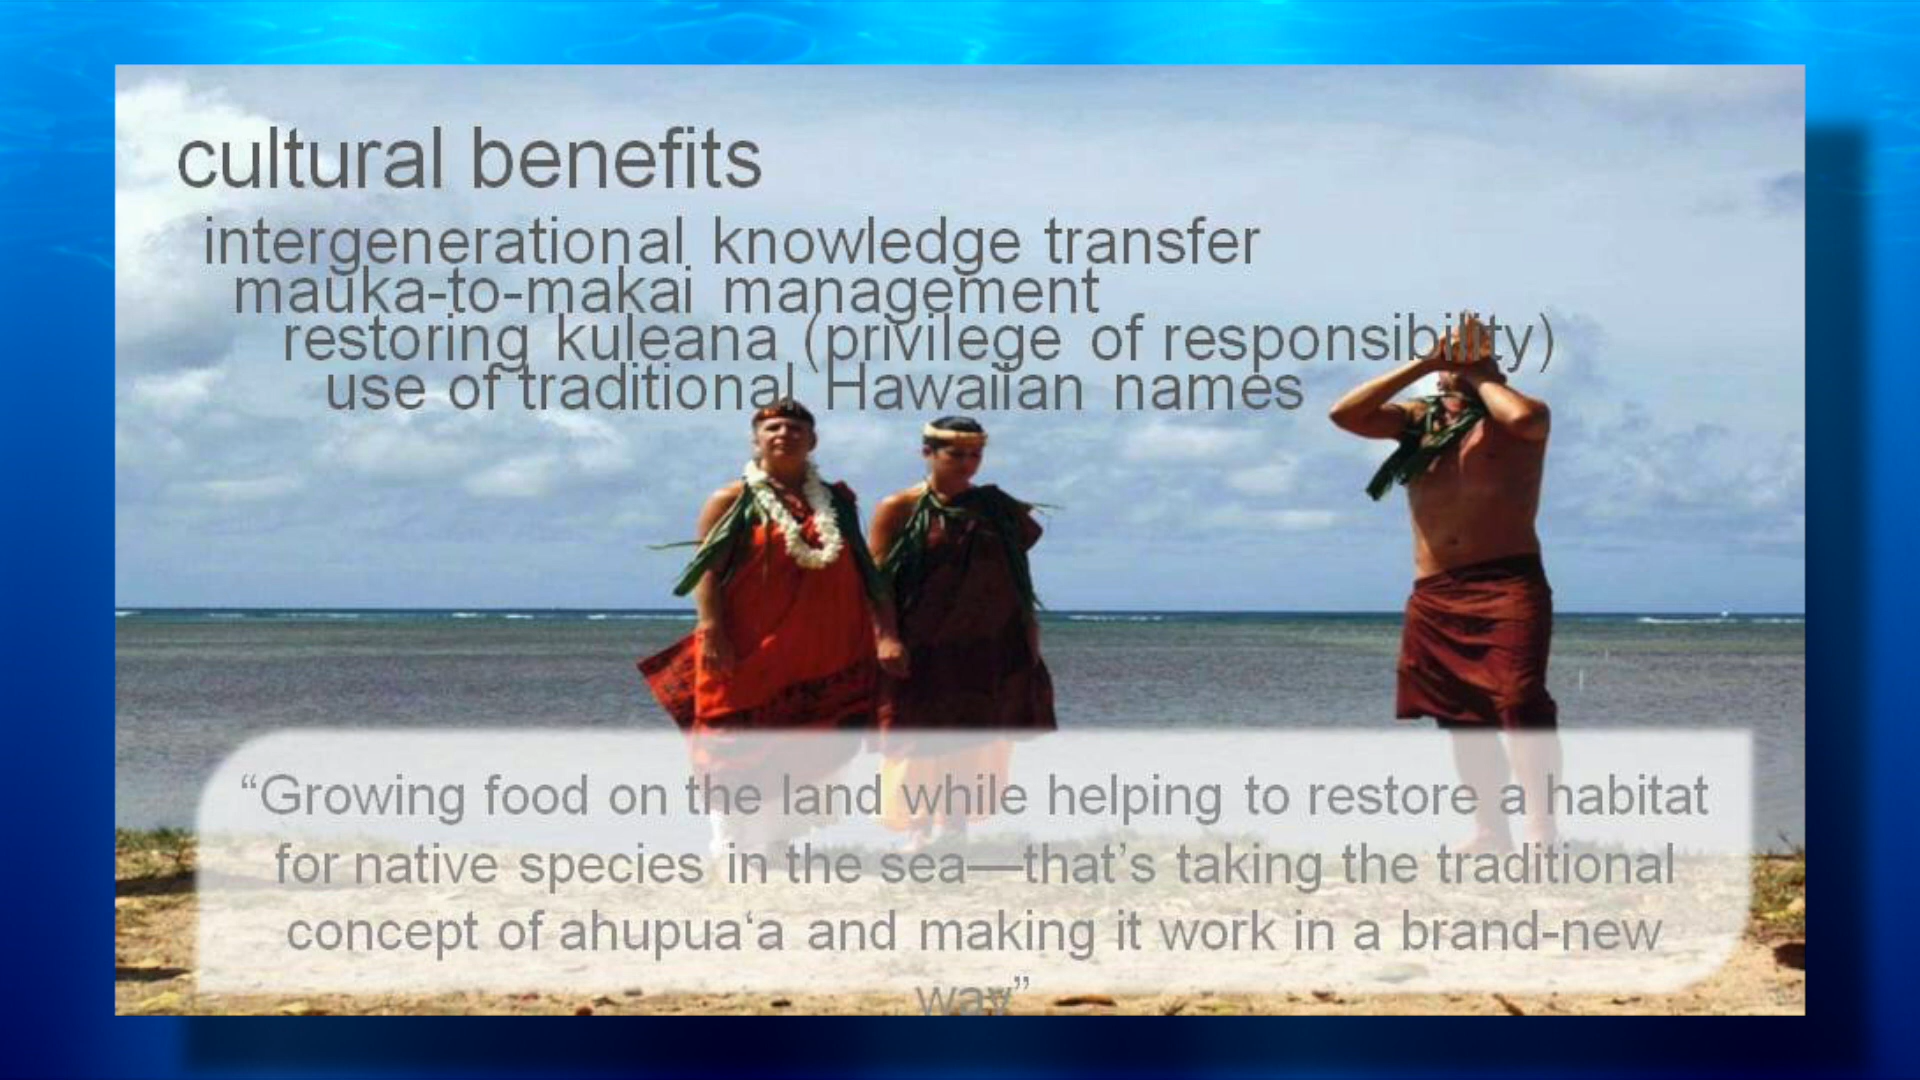 cultural benefits
intergenerational knowledge transfer
mauka-to-makai management
restoring kuleana (privilege of responsibility)
use of traditional Hawaiian names
“Growing food on the land while helping to restore a habitat
for native species in the sea—that’s taking the traditional
concept of ahupua‘a and making it work in a brand-new
way”